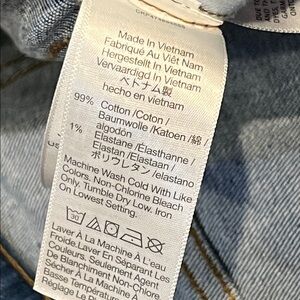 Made In Vietnam
Fabriqué Au Viêt Nam
Hergestellt In Vietnam
Vervaardigd In Vietnam
ベトナム製
hecho en vietnam
99% Cotton /Coton /
Baumwolle /Katoen /綿 /
algodón
1% Elastane /Élasthanne /
Elastan /Elastaan /
ポリウレタン /elastano
Machine Wash Cold With Like
Colors. Non-Chlorine Bleach
Only. Tumble Dry Low. Iron
On Lowest Setting.
30
Laver À La Machine À L'eau
Froide. Laver En Séparant Les
Couleurs. Seulement Agent
De Blanchiment Non-Chloré.
Sécher À La Machine À
Basse Température.
Réglage Le